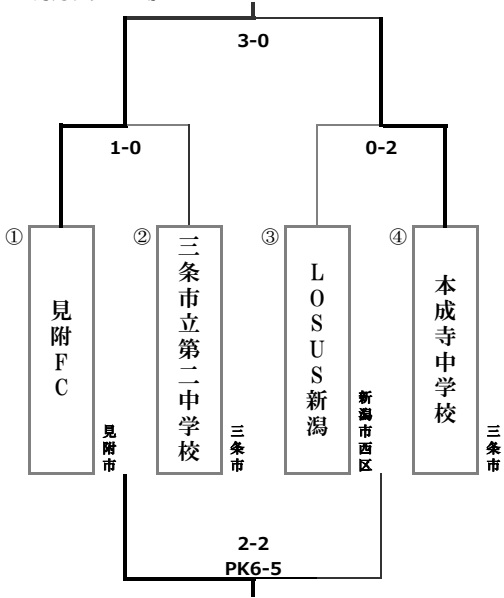 3-0
1-0
0-2
①
見附FC
見附市
②
三条市立第二中学校
三条市
③
LOSUS新潟
新潟市西区
④
本成寺中学校
三条市
2-2
PK6-5